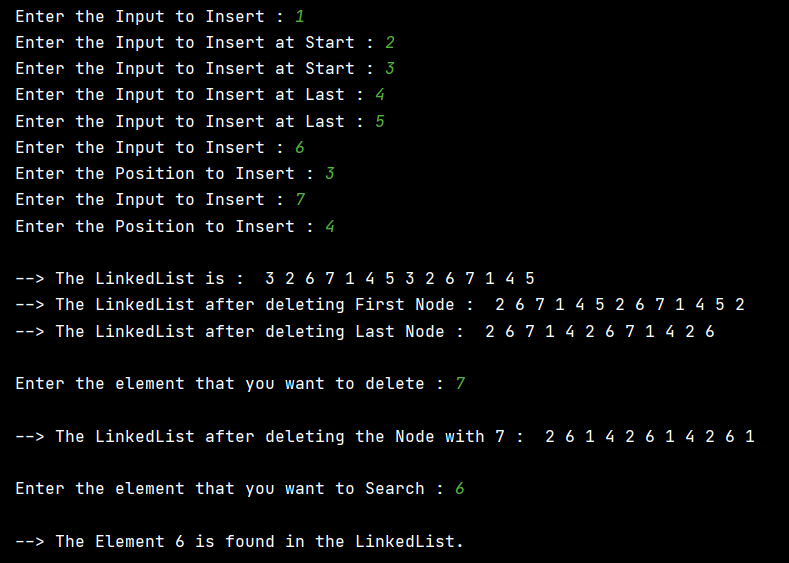 Enter the Input to Insert : 1
Enter the Input to Insert at Start : 2
Enter the Input to Insert at Start : 3
Enter the Input to Insert at Last : 4
Enter the Input to Insert at Last : 5
Enter the Input to Insert : 6
Enter the Position to Insert : 3
Enter the Input to Insert : 7
Enter the Position to Insert : 4
--> The LinkedList is :  3 2 6 7 1 4 5 3 2 6 7 1 4 5
--> The LinkedList after deleting First Node :  2 6 7 1 4 5 2 6 7 1 4 5 2
--> The LinkedList after deleting Last Node :  2 6 7 1 4 2 6 7 1 4 2 6
Enter the element that you want to delete : 7
--> The LinkedList after deleting the Node with 7 :  2 6 1 4 2 6 1 4 2 6 1
Enter the element that you want to Search : 6
--> The Element 6 is found in the LinkedList.